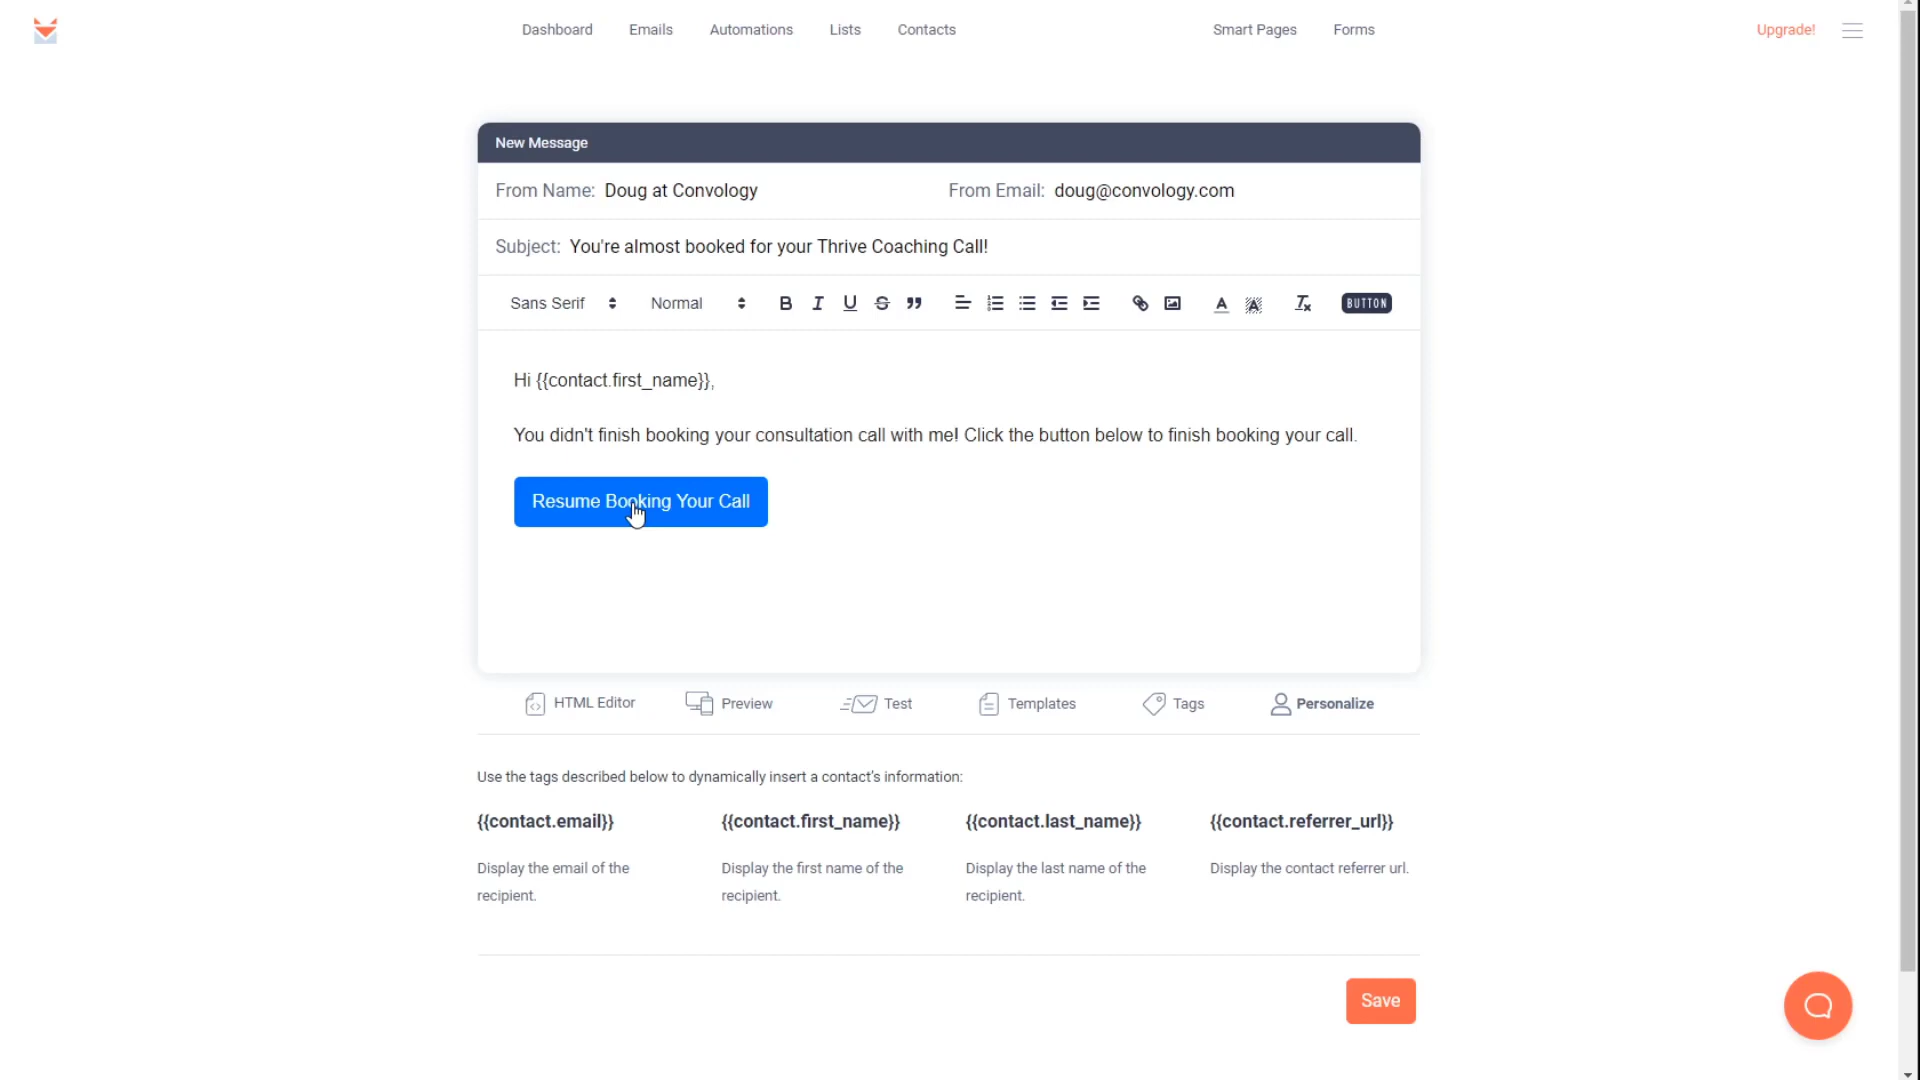 Dashboard Emails Automations Lists Contacts Smart Pages Forms Upgrade!
New Message
From Name: Doug at Convology From Email: doug@convology.com
Subject: You're almost booked for your Thrive Coaching Call!
Sans Serif Normal BUTTON
Hi {{contact.first_name}},
You didn't finish booking your consultation call with me! Click the button below to finish booking your call.
Resume Booking Your Call
HTML Editor Preview Test Templates Tags Personalize
Use the tags described below to dynamically insert a contact's information:
{{contact.email}} {{contact.first_name}} {{contact.last_name}} {{contact.referrer_url}}
Display the email of the Display the first name of the Display the last name of the Display the contact referrer url.
recipient. recipient. recipient.
Save